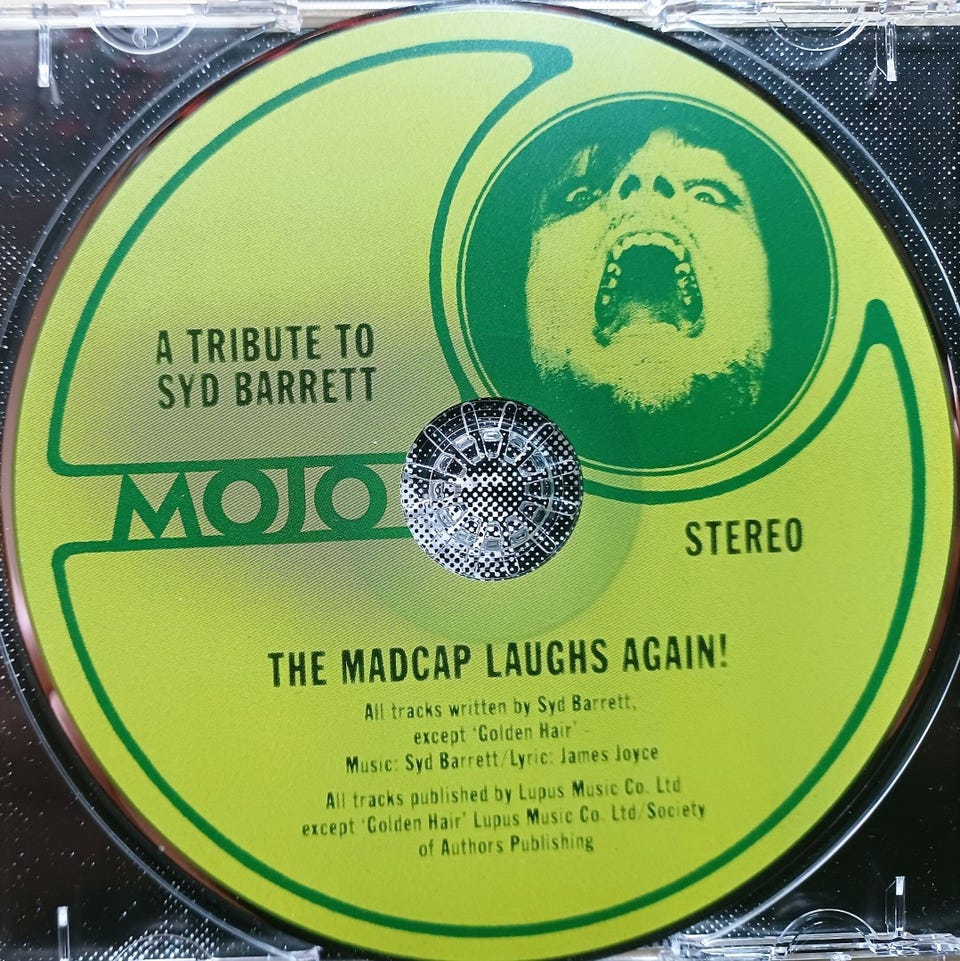 A TRIBUTE TO
SYD BARRETT
MOJO
STEREO
THE MADCAP LAUGHS AGAIN!
All tracks written by Syd Barrett,
except ‘Golden Hair’ -
Music: Syd Barrett/Lyric: James Joyce
All tracks published by Lupus Music Co. Ltd
except ‘Golden Hair’ Lupus Music Co. Ltd/Society
of Authors Publishing